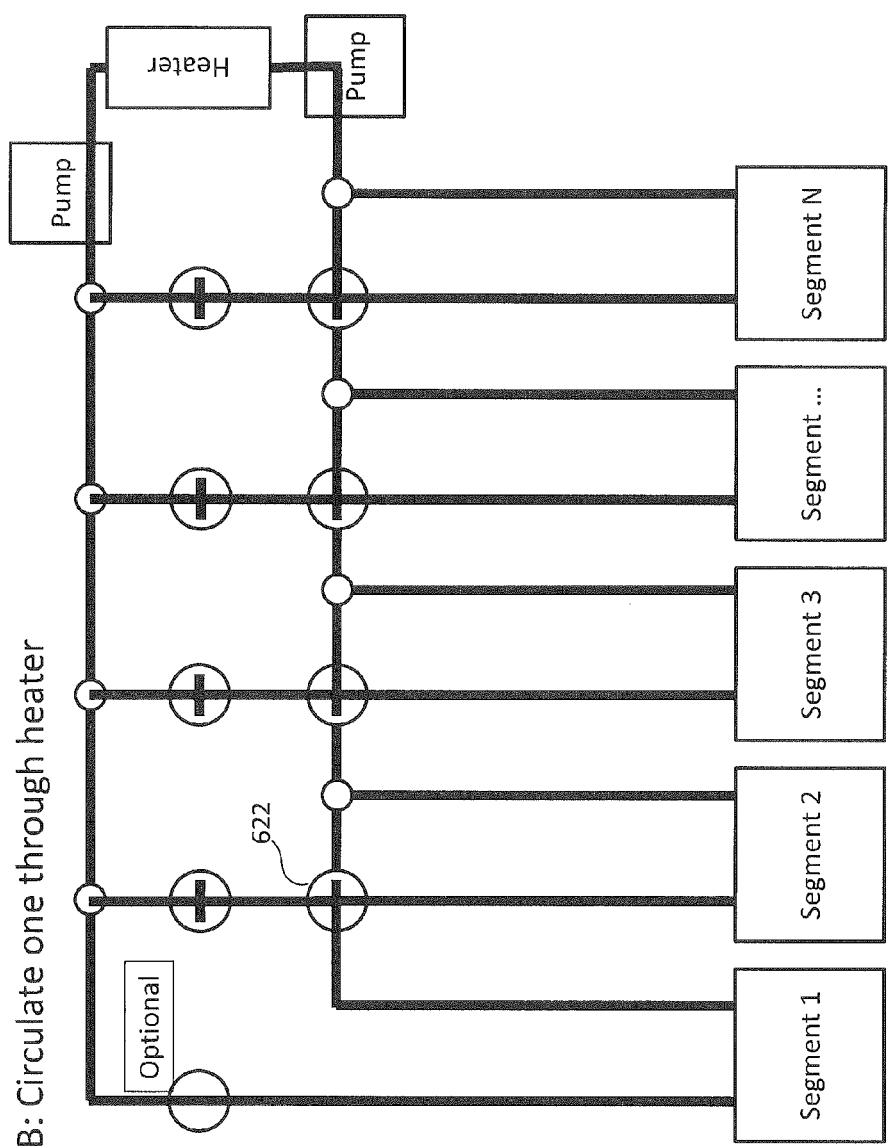 B: Circulate one through heater
Optional
Pump
Heater
Pump
622
Segment 1
Segment 2
Segment 3
Segment ...
Segment N